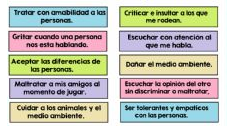 Tratar con amabilidad a las
personas.
Criticar e insultar a los que
me rodean.
Gritar cuando una persona
nos esta hablando.
Escuchar con atención al
que me habla.
Aceptar las diferencias de
las personas.
Dañar el medio ambiente.
Maltratar a mis amigos al
momento de jugar.
Escuchar la opinión del otro
sin discriminar o maltratar.
Cuidar a los animales y el
medio ambiente.
Ser tolerantes y empaticos
con las personas.